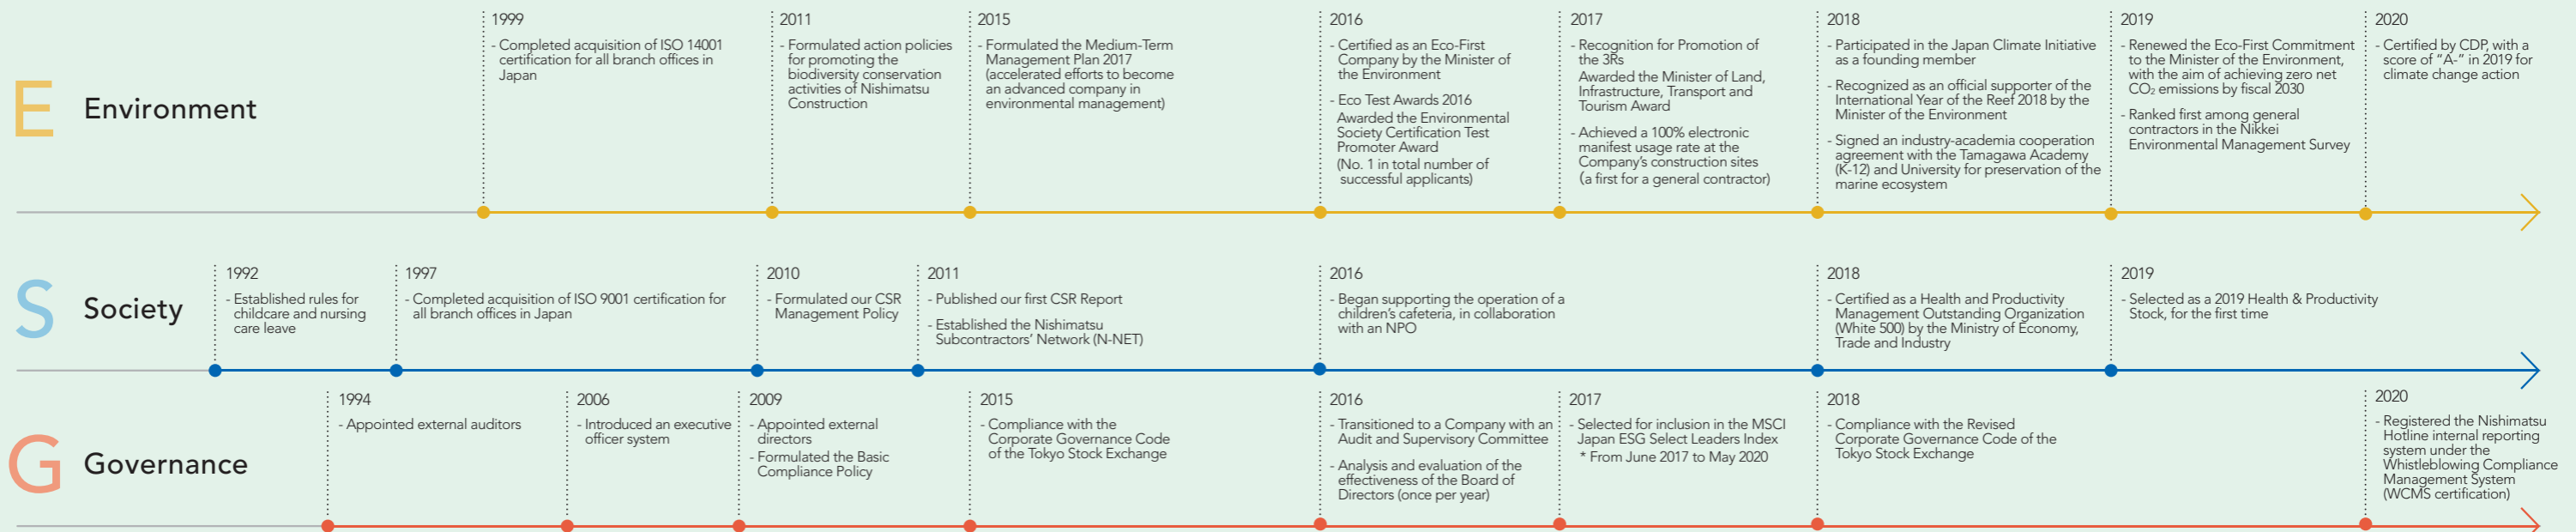 E Environment
1999
- Completed acquisition of ISO 14001
certification for all branch offices in
Japan
2011
- Formulated action policies
for promoting the
biodiversity conservation
activities of Nishimatsu
Construction
2015
- Formulated the Medium-Term
Management Plan 2017
(accelerated efforts to become
an advanced company in
environmental management)
2016
- Certified as an Eco-First
Company by the Minister of
the Environment
- Eco Test Awards 2016
Awarded the Environmental
Society Certification Test
Promoter Award
(No. 1 in total number of
successful applicants)
2017
- Recognition for Promotion of
the 3Rs
Awarded the Minister of Land,
Infrastructure, Transport and
Tourism Award
- Achieved a 100% electronic
manifest usage rate at the
Company's construction sites
(a first for a general contractor)
2018
- Participated in the Japan Climate Initiative
as a founding member
- Recognized as an official supporter of the
International Year of the Reef 2018 by the
Minister of the Environment
- Signed an industry-academia cooperation
agreement with the Tamagawa Academy
(K-12) and University for preservation of the
marine ecosystem
2019
- Renewed the Eco-First Commitment
to the Minister of the Environment,
with the aim of achieving zero net
CO₂ emissions by fiscal 2030
- Ranked first among general
contractors in the Nikkei
Environmental Management Survey
2020
- Certified by CDP, with a
score of "A-" in 2019 for
climate change action
S Society
1992
- Established rules for
childcare and nursing
care leave
1997
- Completed acquisition of ISO 9001 certification for
all branch offices in Japan
2010
- Formulated our CSR
Management Policy
2011
- Published our first CSR Report
- Established the Nishimatsu
Subcontractors' Network (N-NET)
2016
- Began supporting the operation of a
children's cafeteria, in collaboration
with an NPO
2018
- Certified as a Health and Productivity
Management Outstanding Organization
(White 500) by the Ministry of Economy,
Trade and Industry
2019
- Selected as a 2019 Health & Productivity
Stock, for the first time
G Governance
1994
- Appointed external auditors
2006
- Introduced an executive
officer system
2009
- Appointed external
directors
- Formulated the Basic
Compliance Policy
2015
- Compliance with the
Corporate Governance Code
of the Tokyo Stock Exchange
2016
- Transitioned to a Company with an
Audit and Supervisory Committee
- Analysis and evaluation of the
effectiveness of the Board of
Directors (once per year)
2017
- Selected for inclusion in the MSCI
Japan ESG Select Leaders Index
* From June 2017 to May 2020
2018
- Compliance with the Revised
Corporate Governance Code of the
Tokyo Stock Exchange
2020
- Registered the Nishimatsu
Hotline internal reporting
system under the
Whistleblowing Compliance
Management System
(WCMS certification)